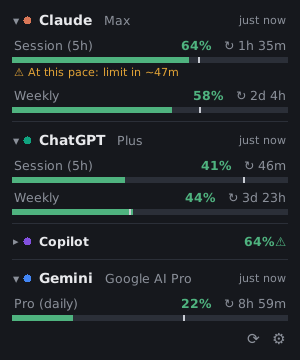 ▾ Claude Max just now
Session (5h) 64% ↻ 1h 35m
⚠ At this pace: limit in ~47m
Weekly 58% ↻ 2d 4h
▾ ChatGPT Plus just now
Session (5h) 41% ↻ 46m
Weekly 44% ↻ 3d 23h
▸ Copilot 64%⚠
▾ Gemini Google AI Pro just now
Pro (daily) 22% ↻ 8h 59m
⟳ ⚙